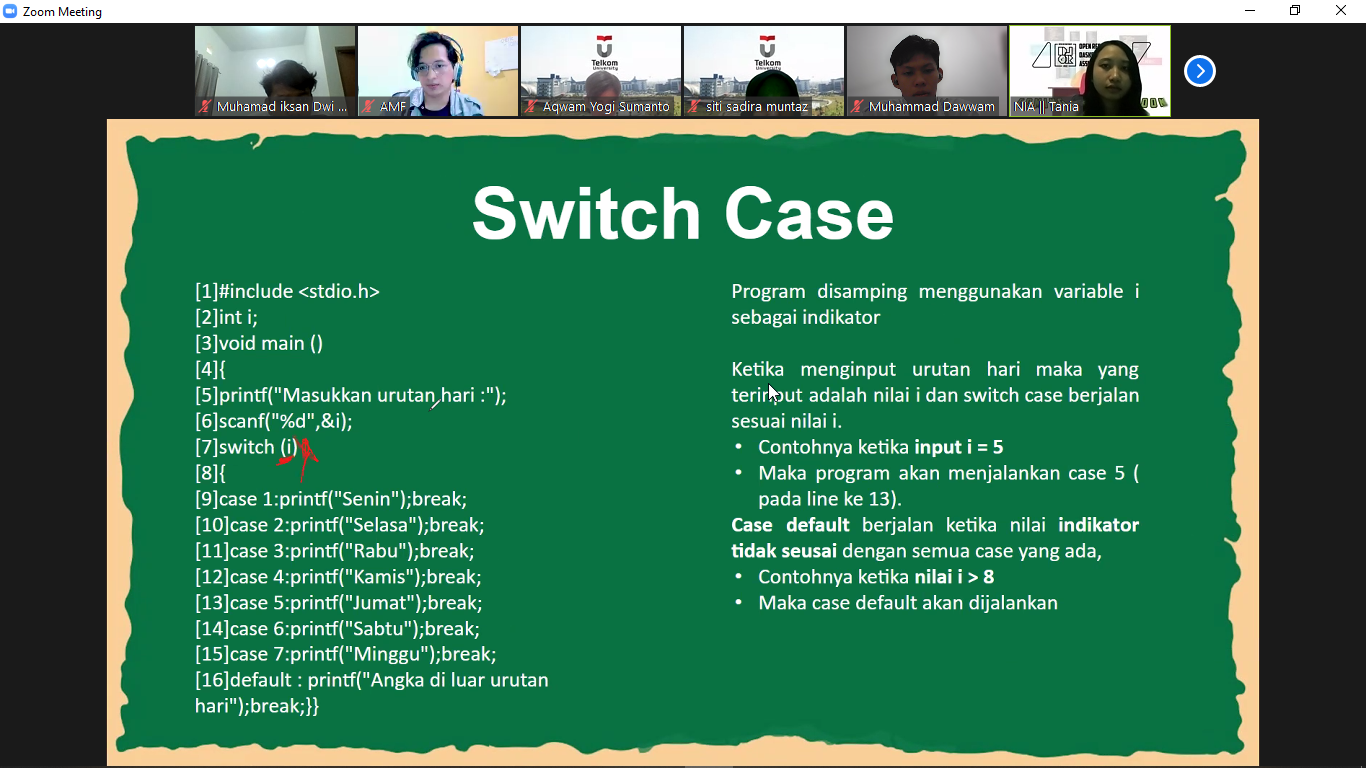 Zoom Meeting
Telkom
University
Telkom
University
OPEN RE
DASK
ASS
Muhamad iksan Dwi ...
AMF
Aqwam Yogi Sumanto
siti sadira muntaz
Muhammad Dawwam
NIA || Tania
Switch Case
[1]#include <stdio.h>
[2]int i;
[3]void main ()
[4]{
[5]printf("Masukkan urutan hari :");
[6]scanf("%d",&i);
[7]switch (i)
[8]{
[9]case 1:printf("Senin");break;
[10]case 2:printf("Selasa");break;
[11]case 3:printf("Rabu");break;
[12]case 4:printf("Kamis");break;
[13]case 5:printf("Jumat");break;
[14]case 6:printf("Sabtu");break;
[15]case 7:printf("Minggu");break;
[16]default : printf("Angka di luar urutan
hari");break;}}
Program disamping menggunakan variable i
sebagai indikator
Ketika menginput urutan hari maka yang
terinput adalah nilai i dan switch case berjalan
sesuai nilai i.
• Contohnya ketika input i = 5
• Maka program akan menjalankan case 5 (
pada line ke 13).
Case default berjalan ketika nilai indikator
tidak seusai dengan semua case yang ada,
• Contohnya ketika nilai i > 8
• Maka case default akan dijalankan